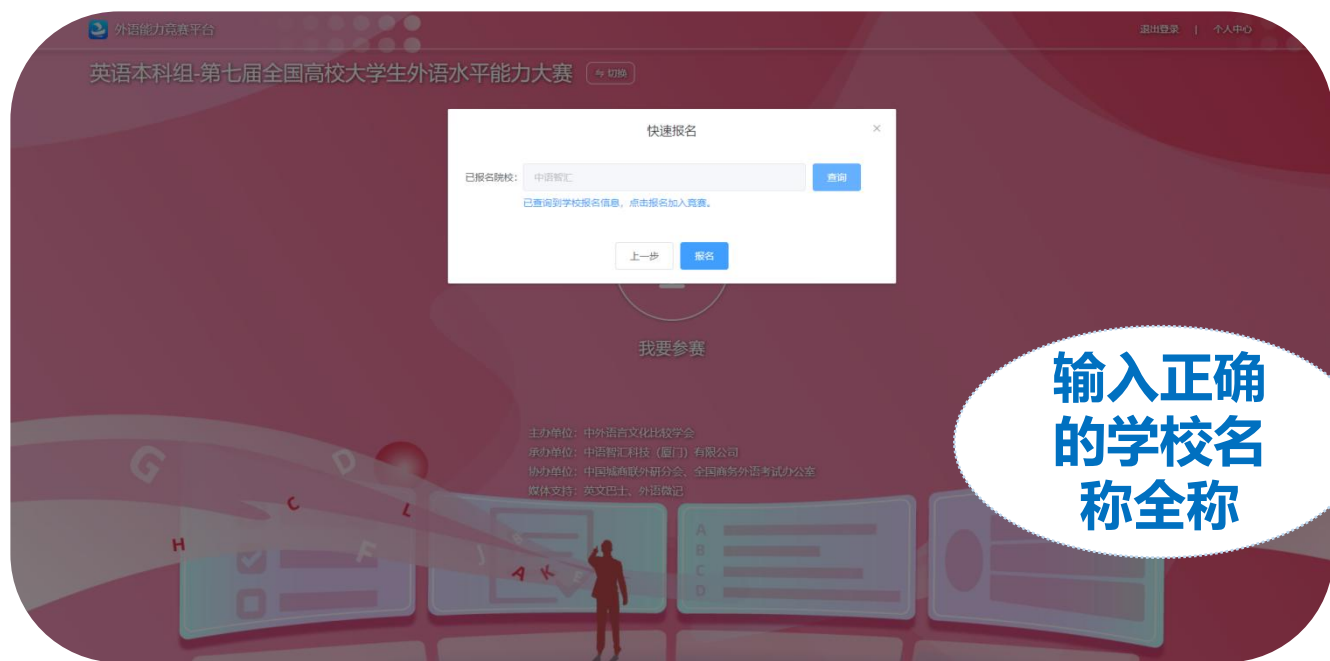 外语能力竞赛平台
退出登录 | 个人中心
英语本科组-第七届全国高校大学生外语水平能力大赛 切换
快速报名
已报名院校： 中语智汇 查询
已查询到学校报名信息，点击报名加入竞赛。
上一步 报名
我要参赛
输入正确
的学校名
称全称
主办单位：中外语言文化比较学会
承办单位：中语智汇科技（厦门）有限公司
协办单位：中国城商联外研分会、全国商务外语考试办公室
媒体支持：英文巴士、外语微记
G
D
C
L
H
F
J
S
A K E
A
B
C
D